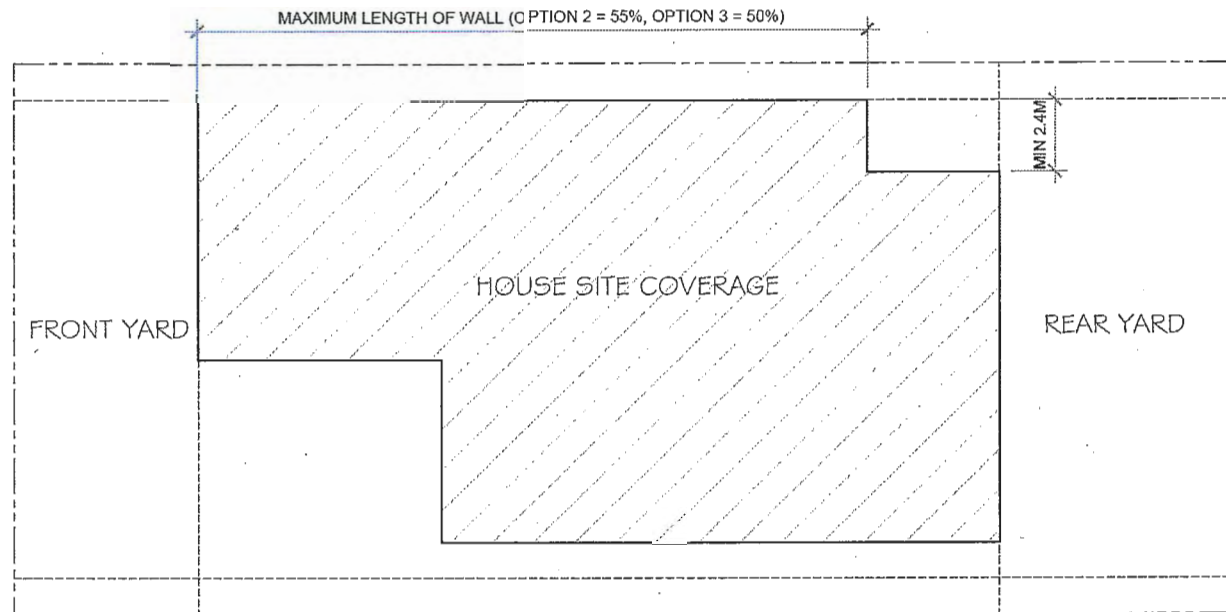 MAXIMUM LENGTH OF WALL (OPTION 2 = 55%, OPTION 3 = 50%)
MIN 2.4M
HOUSE SITE COVERAGE
FRONT YARD
REAR YARD